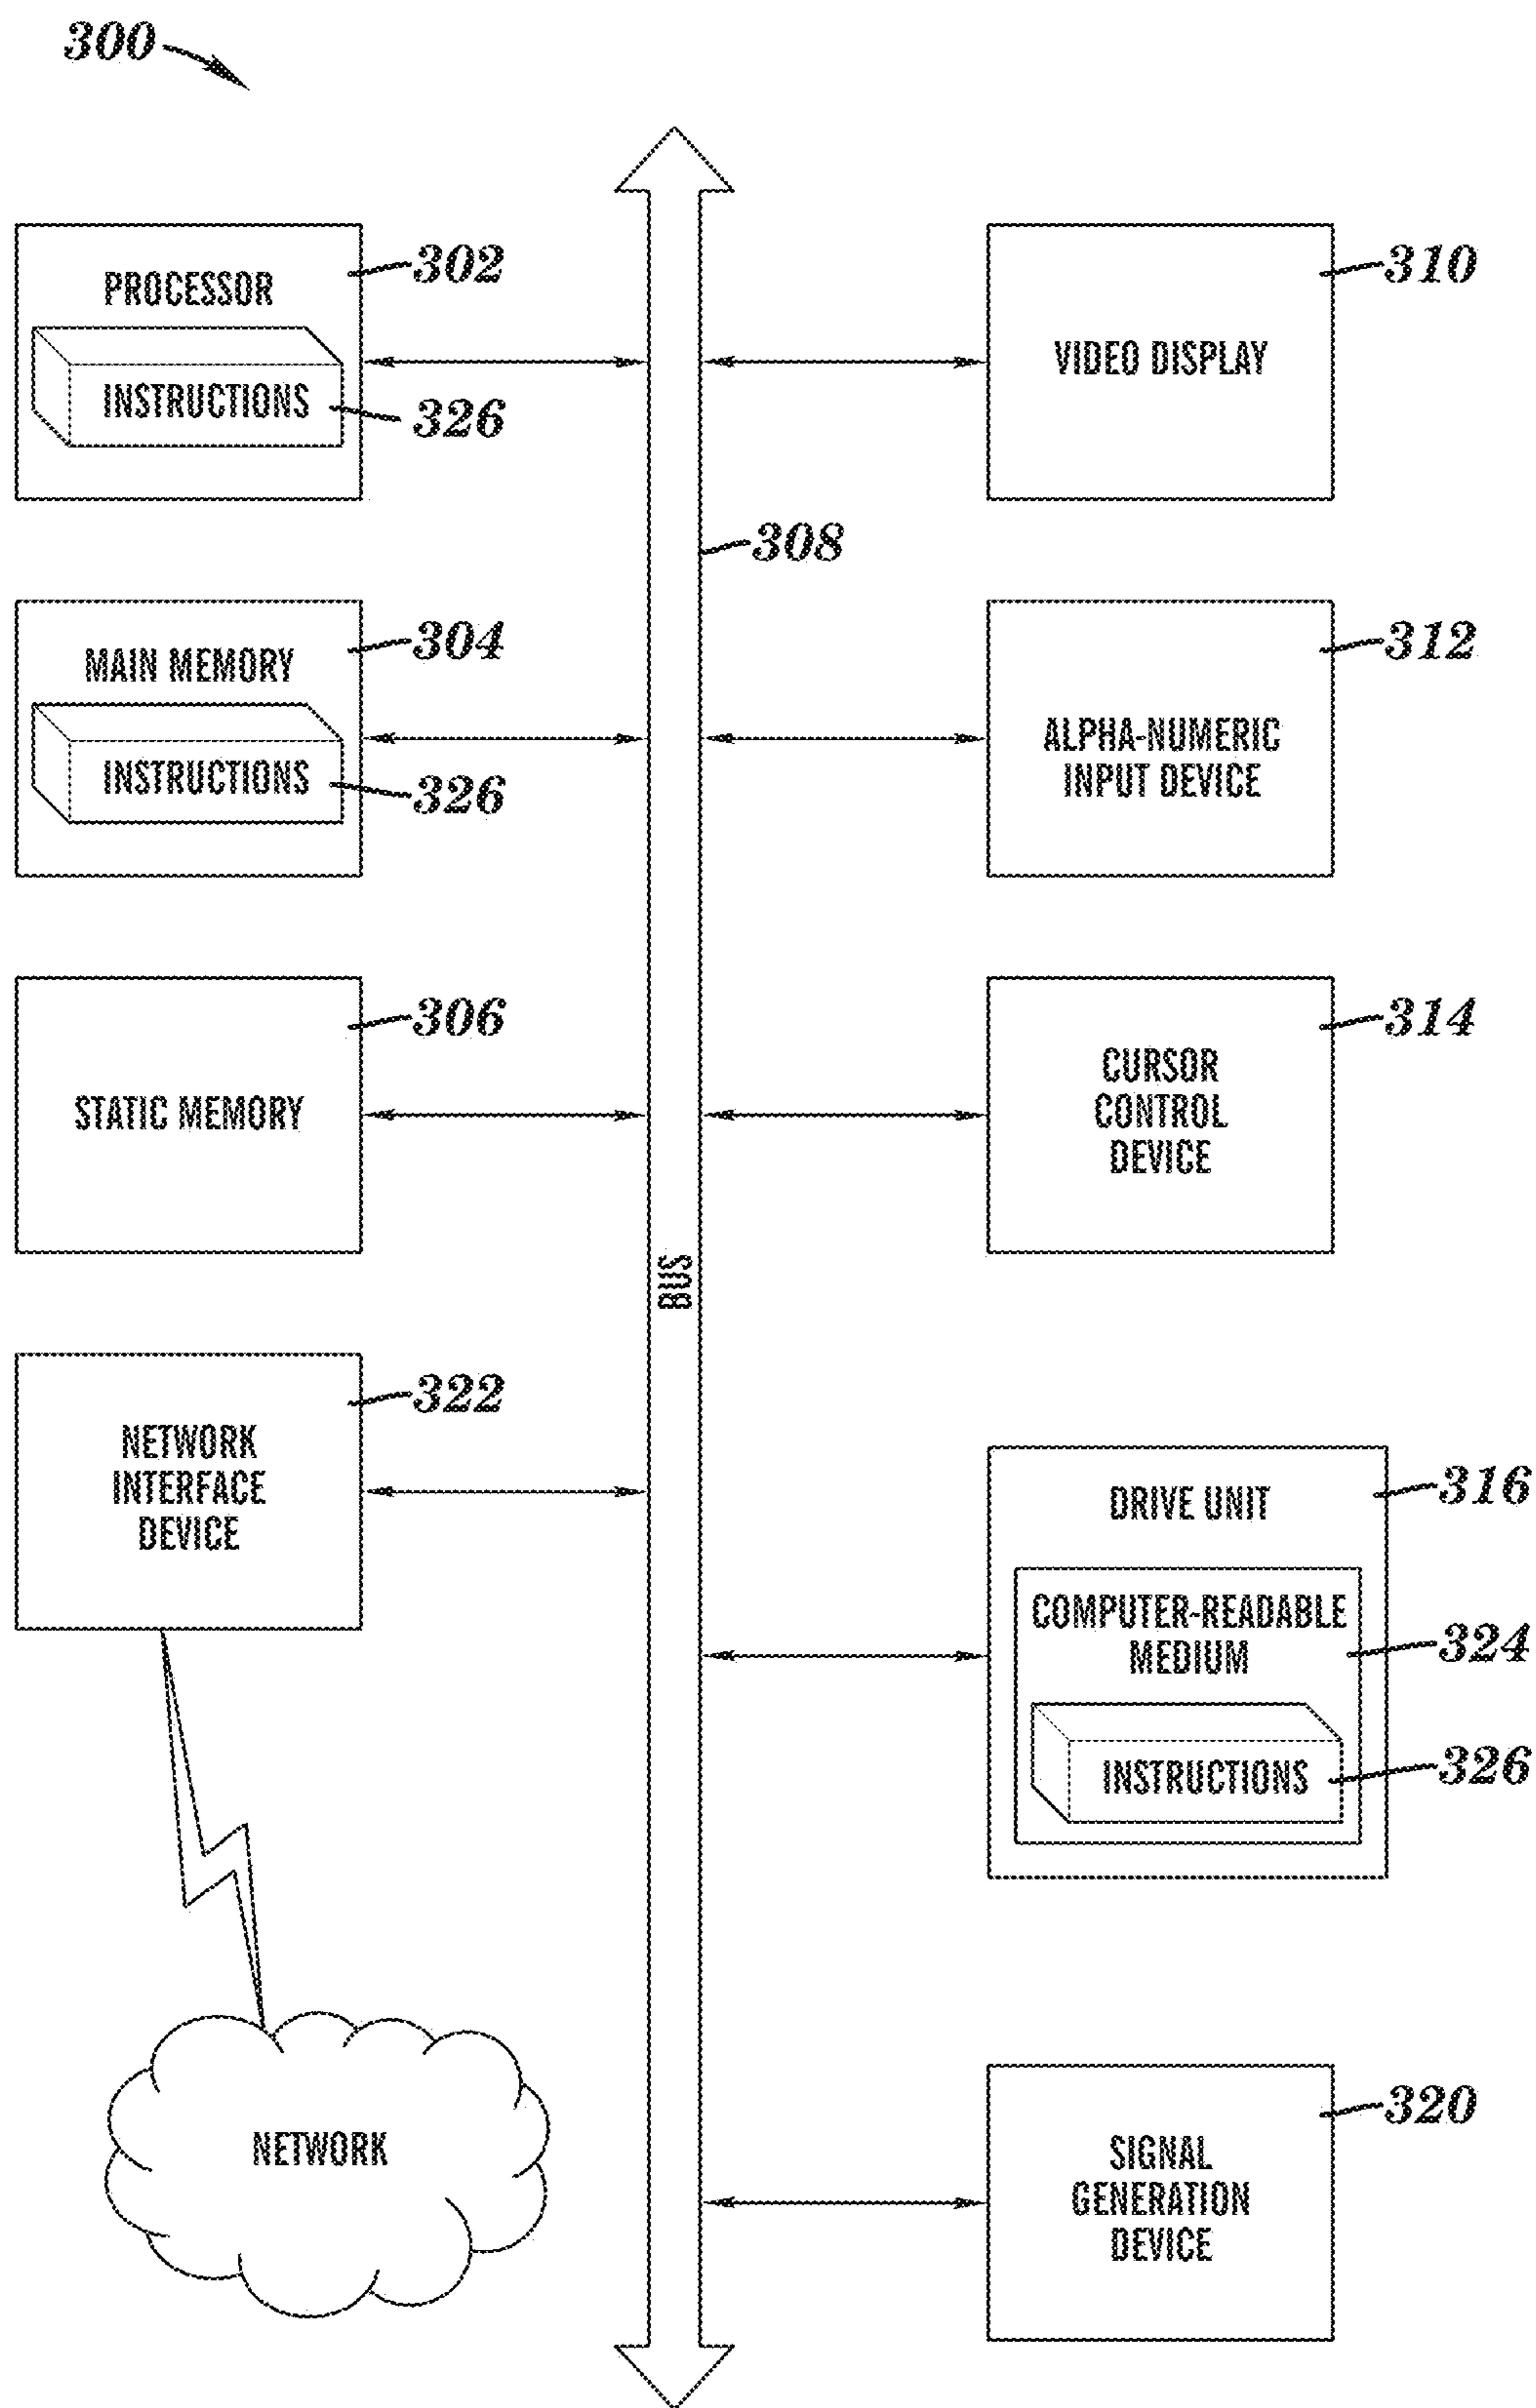 300
PROCESSOR
302
INSTRUCTIONS
326
310
VIDEO DISPLAY
308
MAIN MEMORY
304
INSTRUCTIONS
326
312
ALPHA-NUMERIC
INPUT DEVICE
STATIC MEMORY
306
314
CURSOR
CONTROL
DEVICE
BUS
NETWORK
INTERFACE
DEVICE
322
DRIVE UNIT
316
COMPUTER-READABLE
MEDIUM
324
INSTRUCTIONS
326
NETWORK
320
SIGNAL
GENERATION
DEVICE